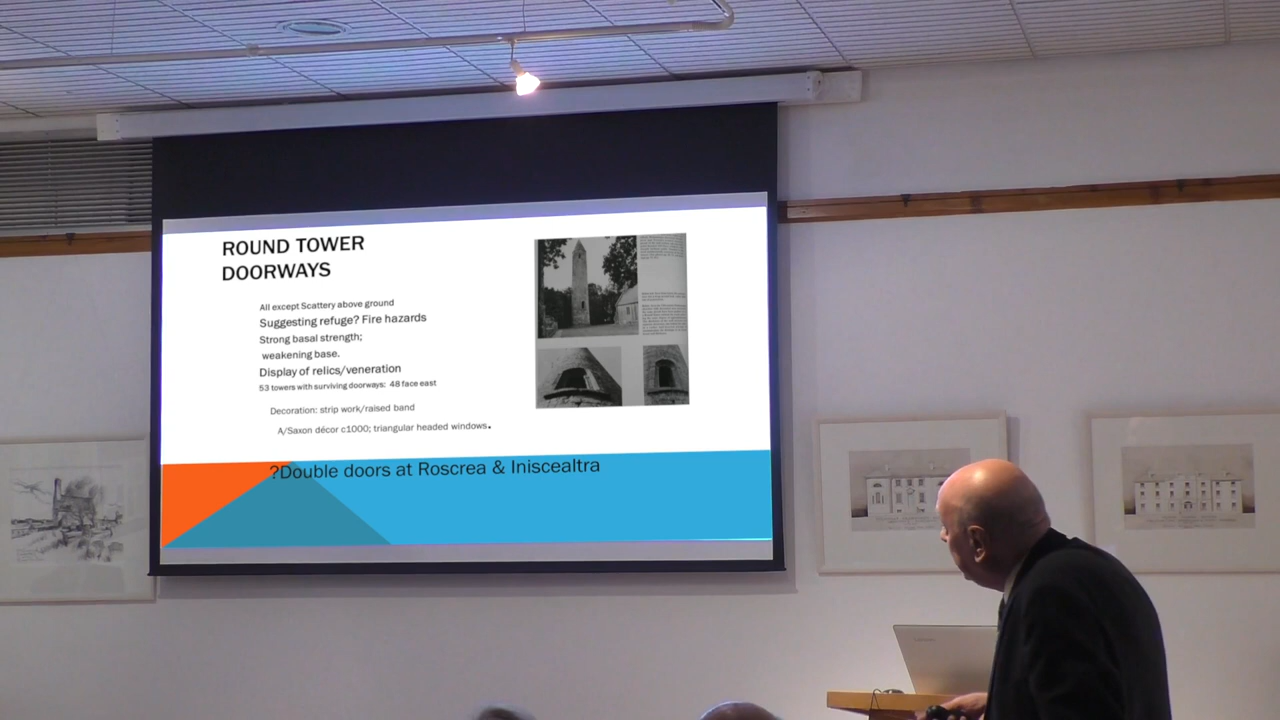 ROUND TOWER
DOORWAYS
All except Scattery above ground
Suggesting refuge? Fire hazards
Strong basal strength;
weakening base.
Display of relics/veneration
53 towers with surviving doorways: 48 face east
Decoration: strip work/raised band
A/Saxon décor c1000; triangular headed windows.
?Double doors at Roscrea & Iniscealtra